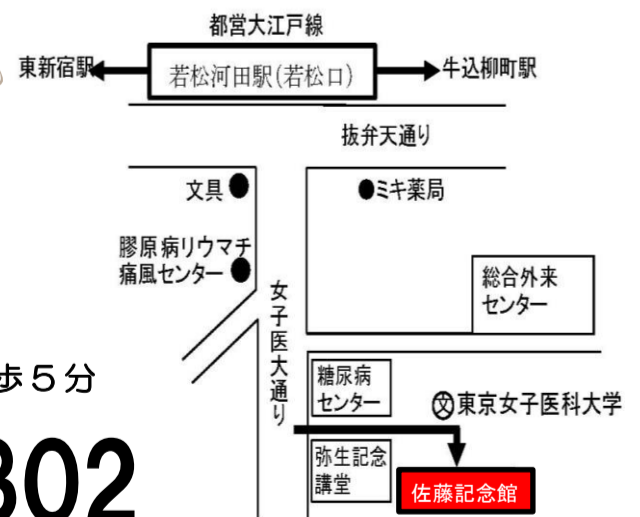 都営大江戸線
東新宿駅
若松河田駅(若松口)
牛込柳町駅
抜弁天通り
文具
ミキ薬局
膠原病リウマチ
痛風センター
総合外来
センター
女子医大通り
歩5分
糖尿病
センター
文東京女子医科大学
302
弥生記念
講堂
佐藤記念館